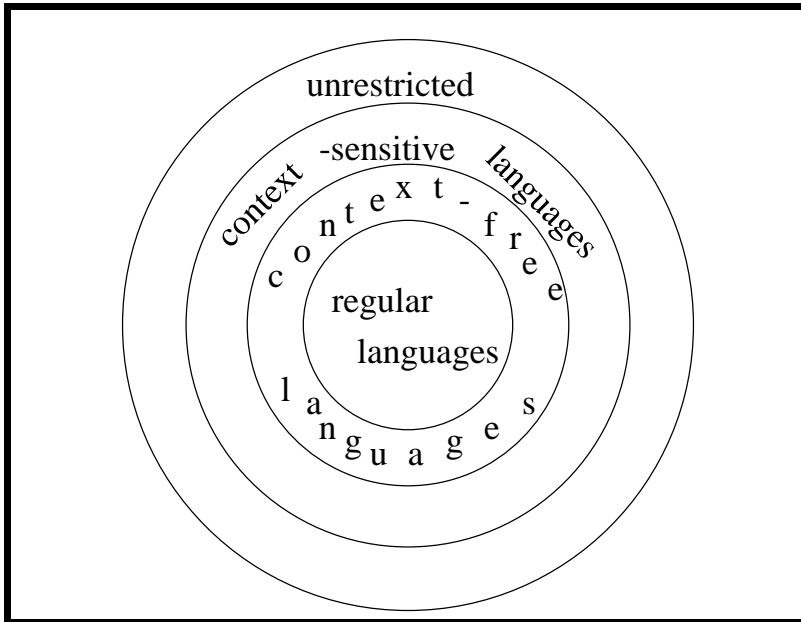 unrestricted
context-sensitive languages
context-free
regular
languages
languages